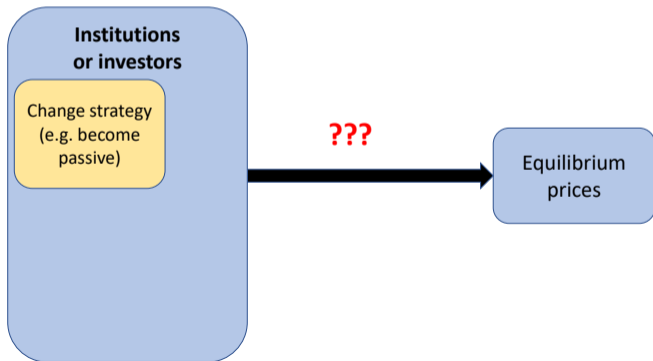 Institutions
or investors
Change strategy
(e.g. become
passive)
???
Equilibrium
prices